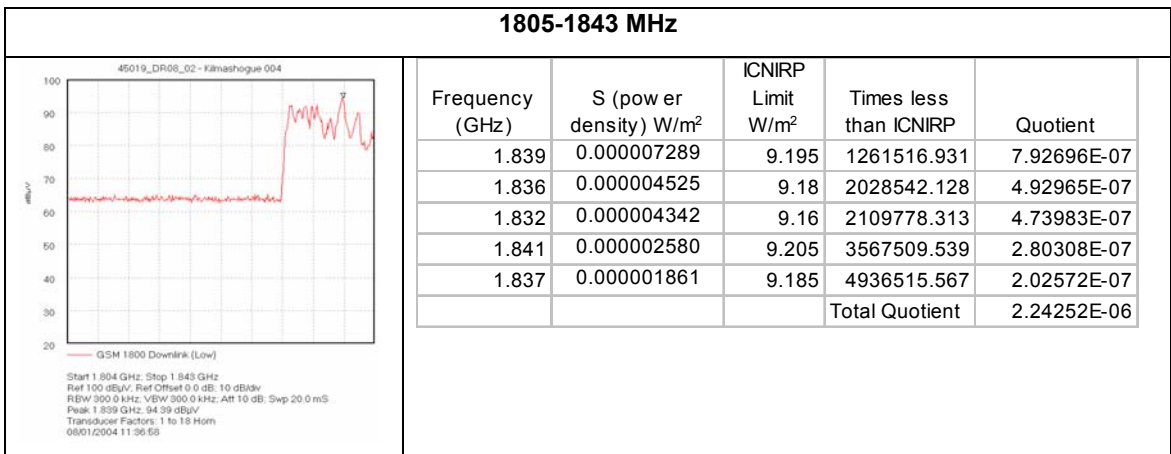 1805-1843 MHz
45019_DR08_02 - Kilmashogue 004
100
90
80
70
60
50
40
30
20
dBµV
GSM 1800 Downlink (Low)
Start 1.804 GHz; Stop 1.843 GHz
Ref 100 dBµV; Ref Offset 0.0 dB; 10 dB/div
RBW 300.0 kHz; VBW 300.0 kHz; Att 10 dB; Swp 20.0 mS
Peak 1.839 GHz, 94.39 dBµV
Transducer Factors: 1 to 18 Horn
08/01/2004 11:36:58
Frequency (GHz) S (pow er density) W/m² ICNIRP Limit W/m² Times less than ICNIRP Quotient
1.839 0.000007289 9.195 1261516.931 7.92696E-07
1.836 0.000004525 9.18 2028542.128 4.92965E-07
1.832 0.000004342 9.16 2109778.313 4.73983E-07
1.841 0.000002580 9.205 3567509.539 2.80308E-07
1.837 0.000001861 9.185 4936515.567 2.02572E-07
Total Quotient 2.24252E-06